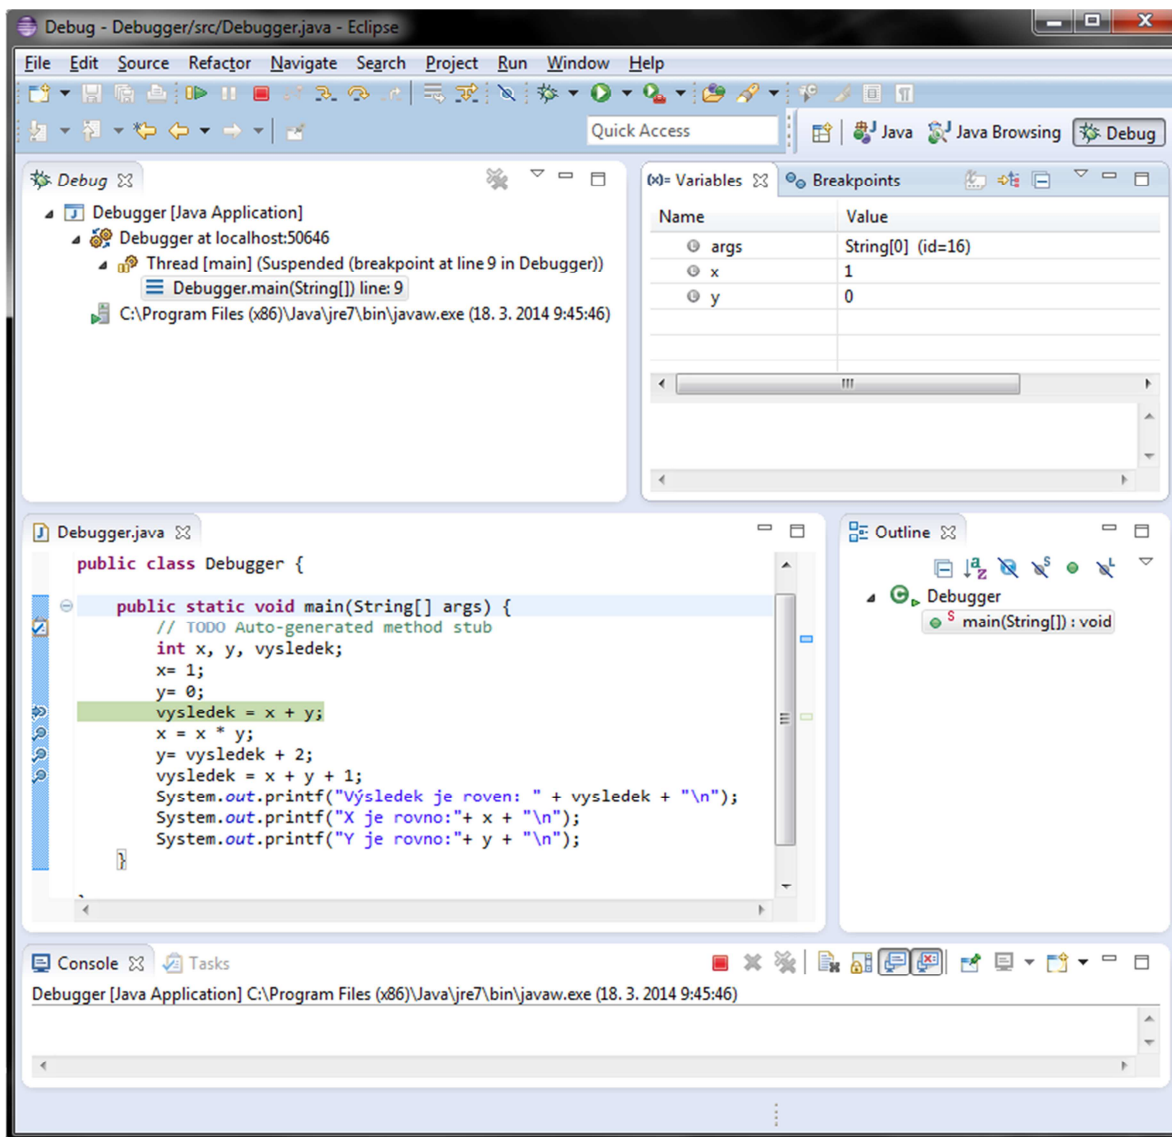 Debug - Debugger/src/Debugger.java - Eclipse
File Edit Source Refactor Navigate Search Project Run Window Help
Quick Access
Java
Java Browsing
Debug
Debug
Debugger [Java Application]
Debugger at localhost:50646
Thread [main] (Suspended (breakpoint at line 9 in Debugger))
Debugger.main(String[]) line: 9
C:\Program Files (x86)\Java\jre7\bin\javaw.exe (18. 3. 2014 9:45:46)
(x)= Variables
Breakpoints
Name Value
args String[0] (id=16)
x 1
y 0
Debugger.java
public class Debugger {
public static void main(String[] args) {
// TODO Auto-generated method stub
int x, y, vysledek;
x= 1;
y= 0;
vysledek = x + y;
x = x * y;
y= vysledek + 2;
vysledek = x + y + 1;
System.out.printf("Výsledek je roven: " + vysledek + "\n");
System.out.printf("X je rovno:"+ x + "\n");
System.out.printf("Y je rovno:"+ y + "\n");
}
Outline
Debugger
main(String[]) : void
Console
Tasks
Debugger [Java Application] C:\Program Files (x86)\Java\jre7\bin\javaw.exe (18. 3. 2014 9:45:46)